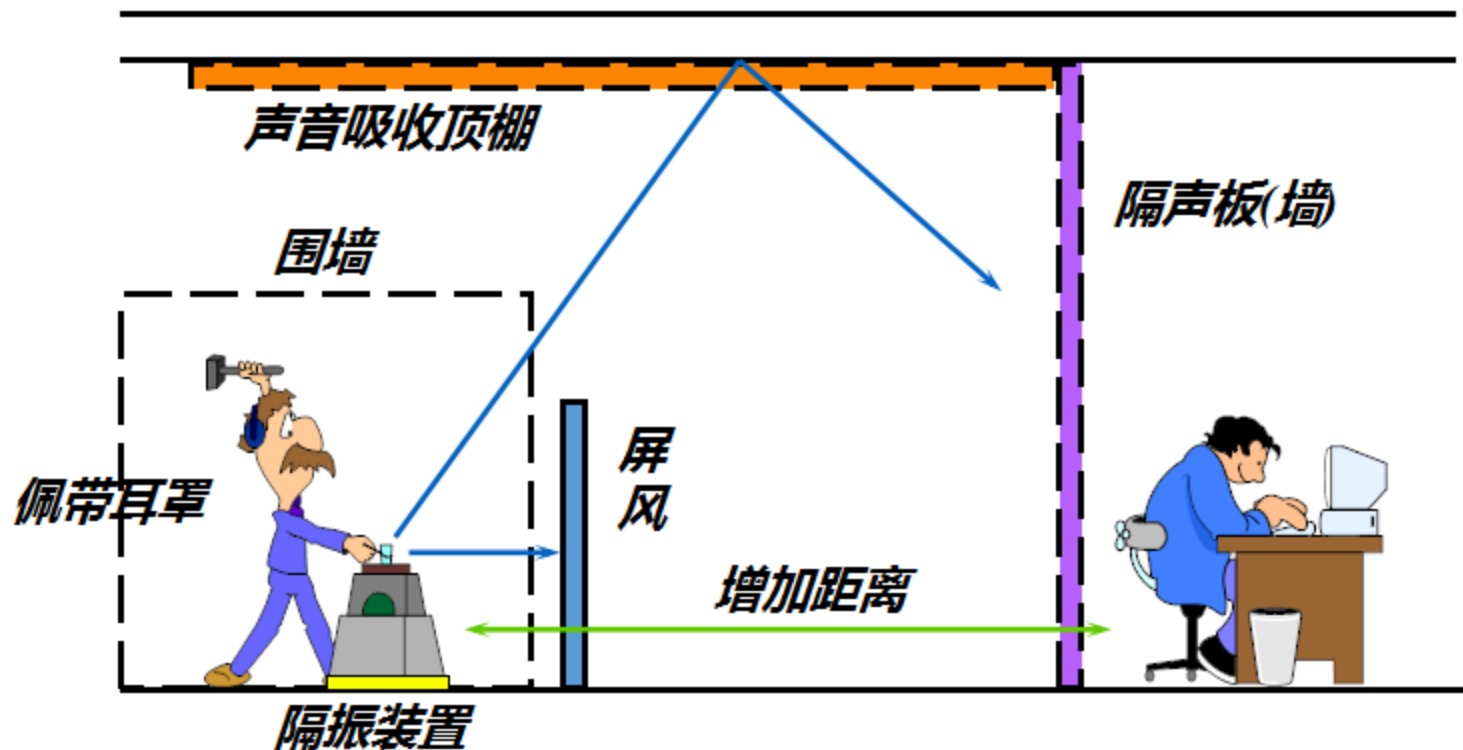 声音吸收顶棚
隔声板(墙)
围墙
佩带耳罩
屏
风
增加距离
隔振装置